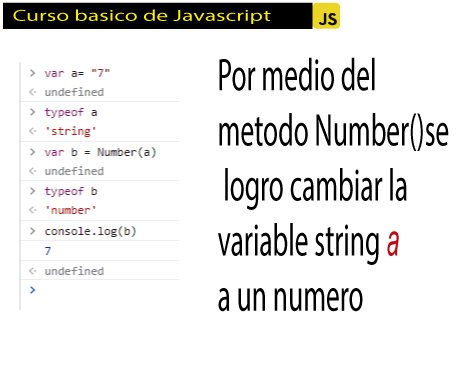 Curso basico de Javascript JS
> var a= "7"
<· undefined
> typeof a
<· 'string'
> var b = Number(a)
<· undefined
> typeof b
<· 'number'
> console.log(b)
7
<· undefined
>
Por medio del
metodo Number()se
logro cambiar la
variable string a
a un numero